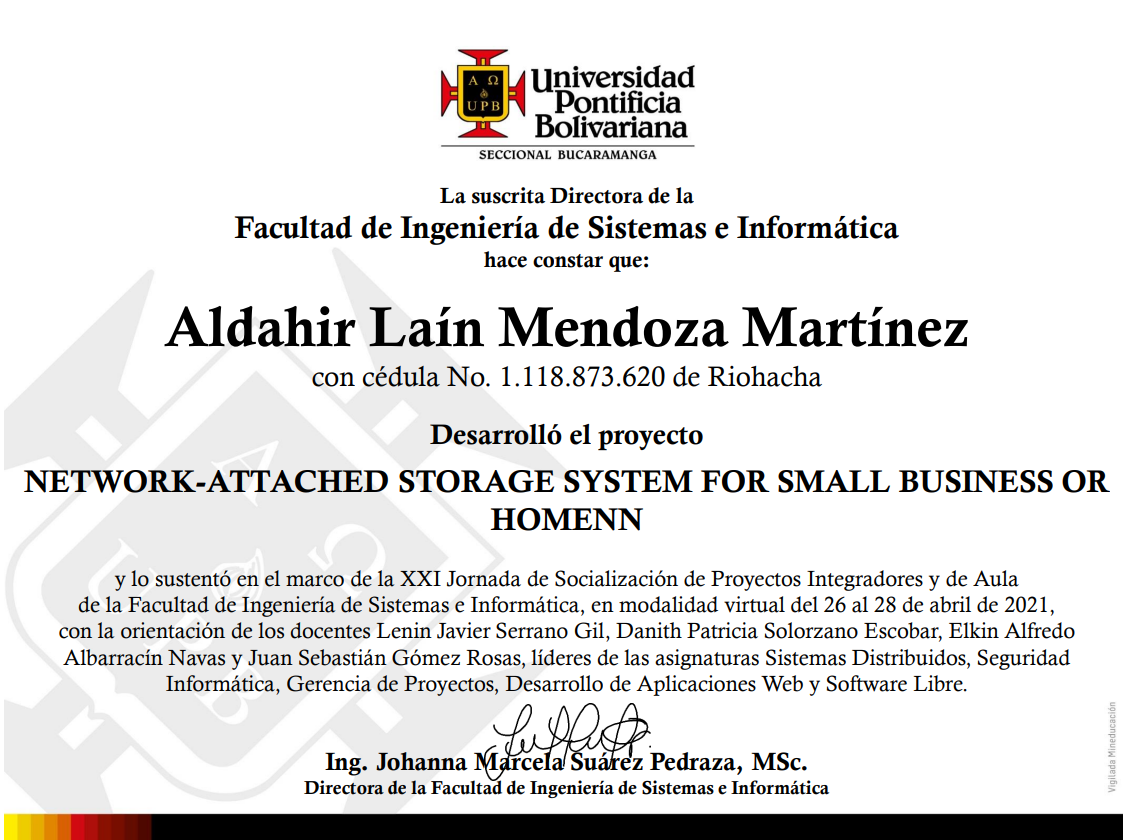 Α Ω
UPB
Universidad
Pontificia
Bolivariana
SECCIONAL BUCARAMANGA
La suscrita Directora de la
Facultad de Ingeniería de Sistemas e Informática
hace constar que:
Aldahir Laín Mendoza Martínez
con cédula No. 1.118.873.620 de Riohacha
Desarrolló el proyecto
NETWORK-ATTACHED STORAGE SYSTEM FOR SMALL BUSINESS OR
HOMENN
y lo sustentó en el marco de la XXI Jornada de Socialización de Proyectos Integradores y de Aula
de la Facultad de Ingeniería de Sistemas e Informática, en modalidad virtual del 26 al 28 de abril de 2021,
con la orientación de los docentes Lenin Javier Serrano Gil, Danith Patricia Solorzano Escobar, Elkin Alfredo
Albarracín Navas y Juan Sebastián Gómez Rosas, líderes de las asignaturas Sistemas Distribuidos, Seguridad
Informática, Gerencia de Proyectos, Desarrollo de Aplicaciones Web y Software Libre.
Ing. Johanna Marcela Suárez Pedraza, MSc.
Directora de la Facultad de Ingeniería de Sistemas e Informática
Vigilada Mineducación